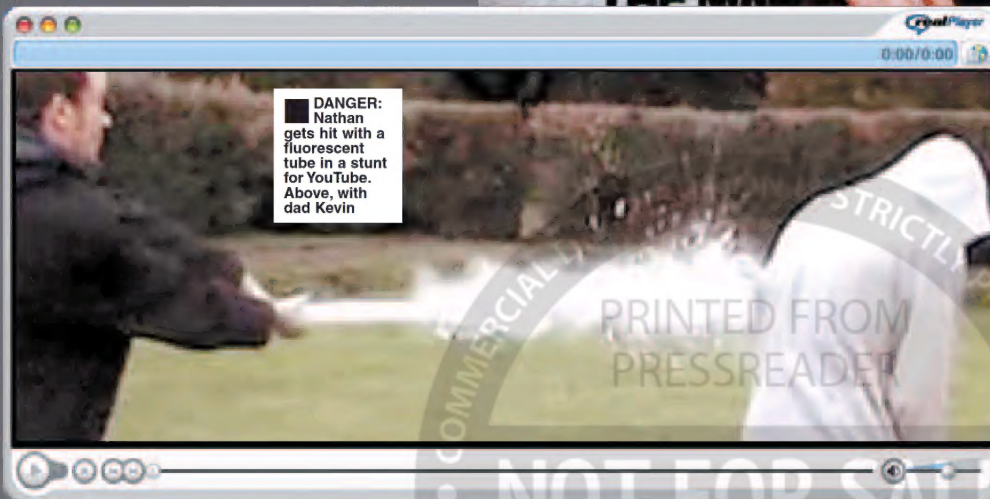 realPlayer
0:00/0:00
DANGER:
Nathan
gets hit with a
fluorescent
tube in a stunt
for YouTube.
Above, with
dad Kevin
COMMERCIAL
STRICTLY
PRINTED FROM
PRESSREADER
NOT FOR SALE